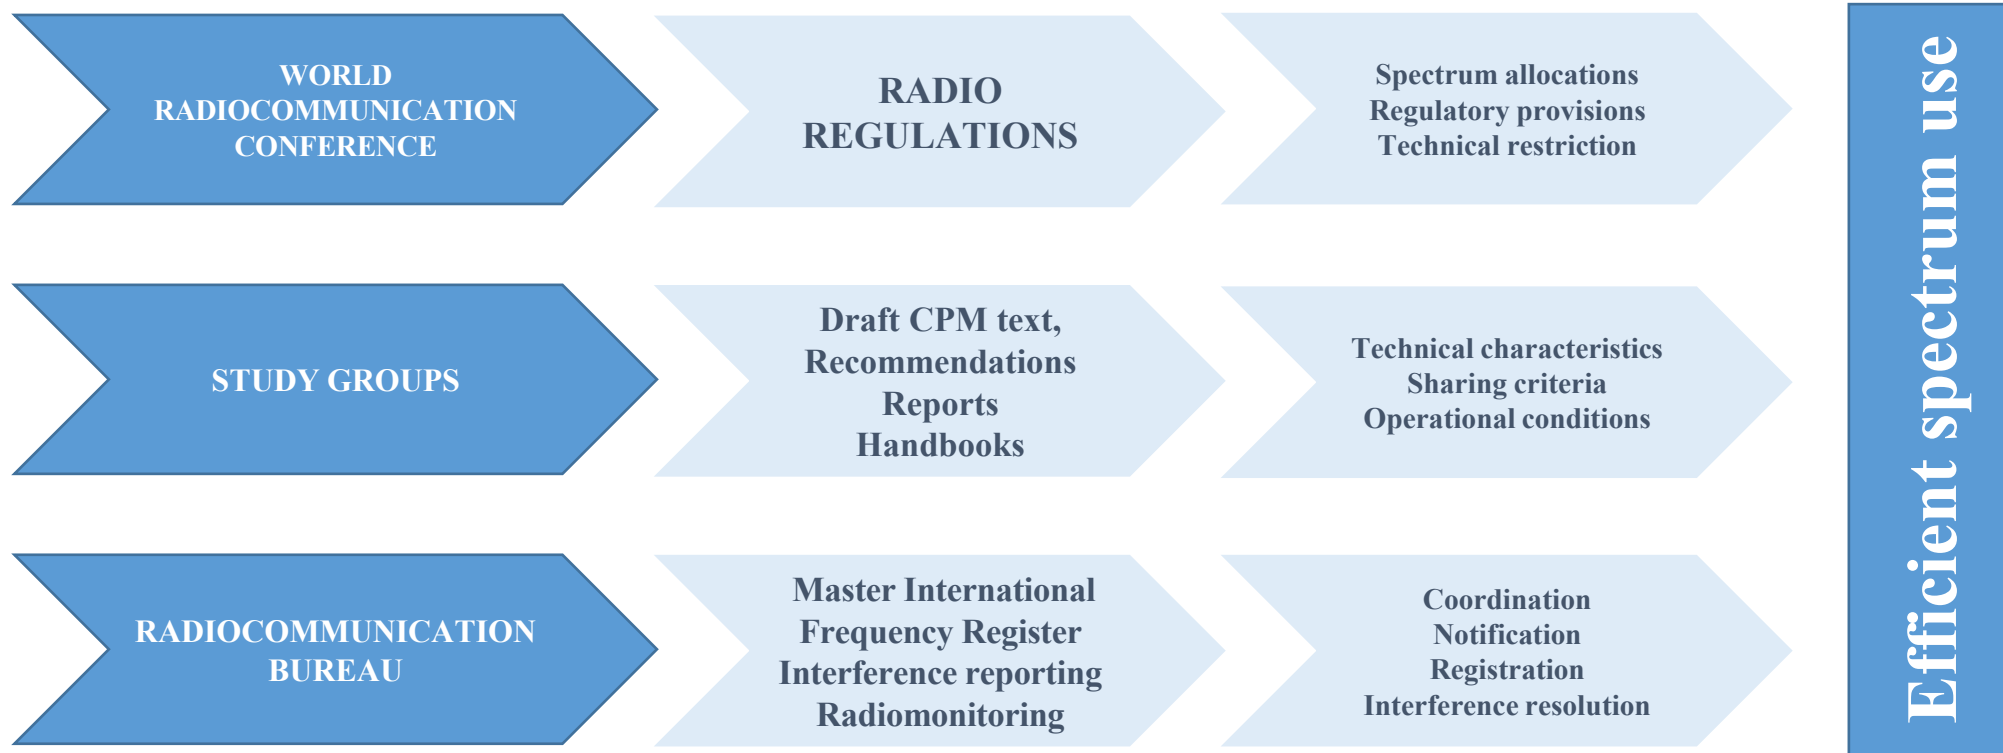 WORLD
RADIOCOMMUNICATION
CONFERENCE
RADIO
REGULATIONS
Spectrum allocations
Regulatory provisions
Technical restriction
STUDY GROUPS
Draft CPM text,
Recommendations
Reports
Handbooks
Technical characteristics
Sharing criteria
Operational conditions
RADIOCOMMUNICATION
BUREAU
Master International
Frequency Register
Interference reporting
Radiomonitoring
Coordination
Notification
Registration
Interference resolution
Efficient spectrum use